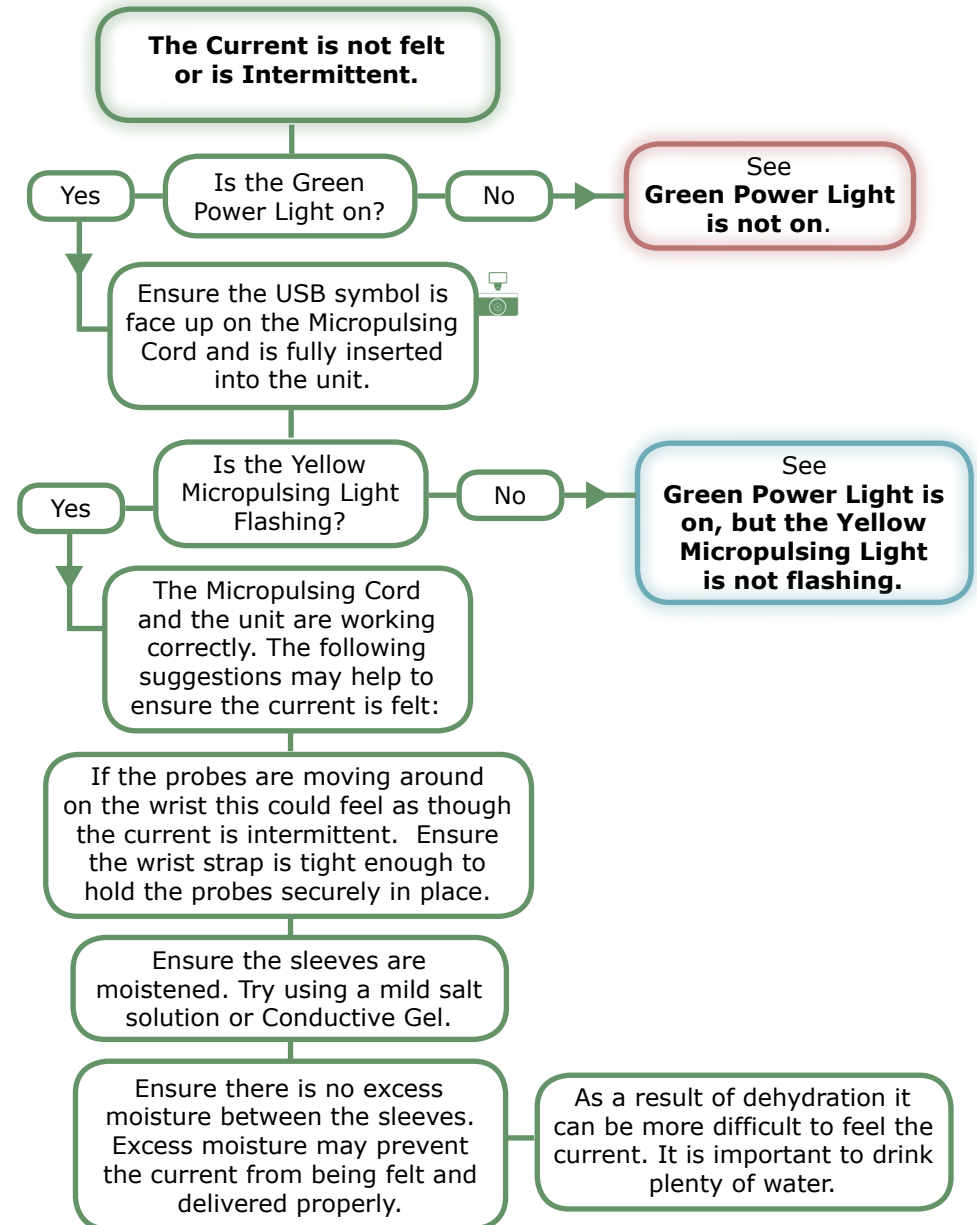 The Current is not felt
or is Intermittent.
Is the Green
Power Light on?
Yes
No
See
Green Power Light
is not on.
Ensure the USB symbol is
face up on the Micropulsing
Cord and is fully inserted
into the unit.
Is the Yellow
Micropulsing Light
Flashing?
Yes
No
See
Green Power Light is
on, but the Yellow
Micropulsing Light
is not flashing.
The Micropulsing Cord
and the unit are working
correctly. The following
suggestions may help to
ensure the current is felt:
If the probes are moving around
on the wrist this could feel as though
the current is intermittent.  Ensure
the wrist strap is tight enough to
hold the probes securely in place.
Ensure the sleeves are
moistened. Try using a mild salt
solution or Conductive Gel.
Ensure there is no excess
moisture between the sleeves.
Excess moisture may prevent
the current from being felt and
delivered properly.
As a result of dehydration it
can be more difficult to feel the
current. It is important to drink
plenty of water.